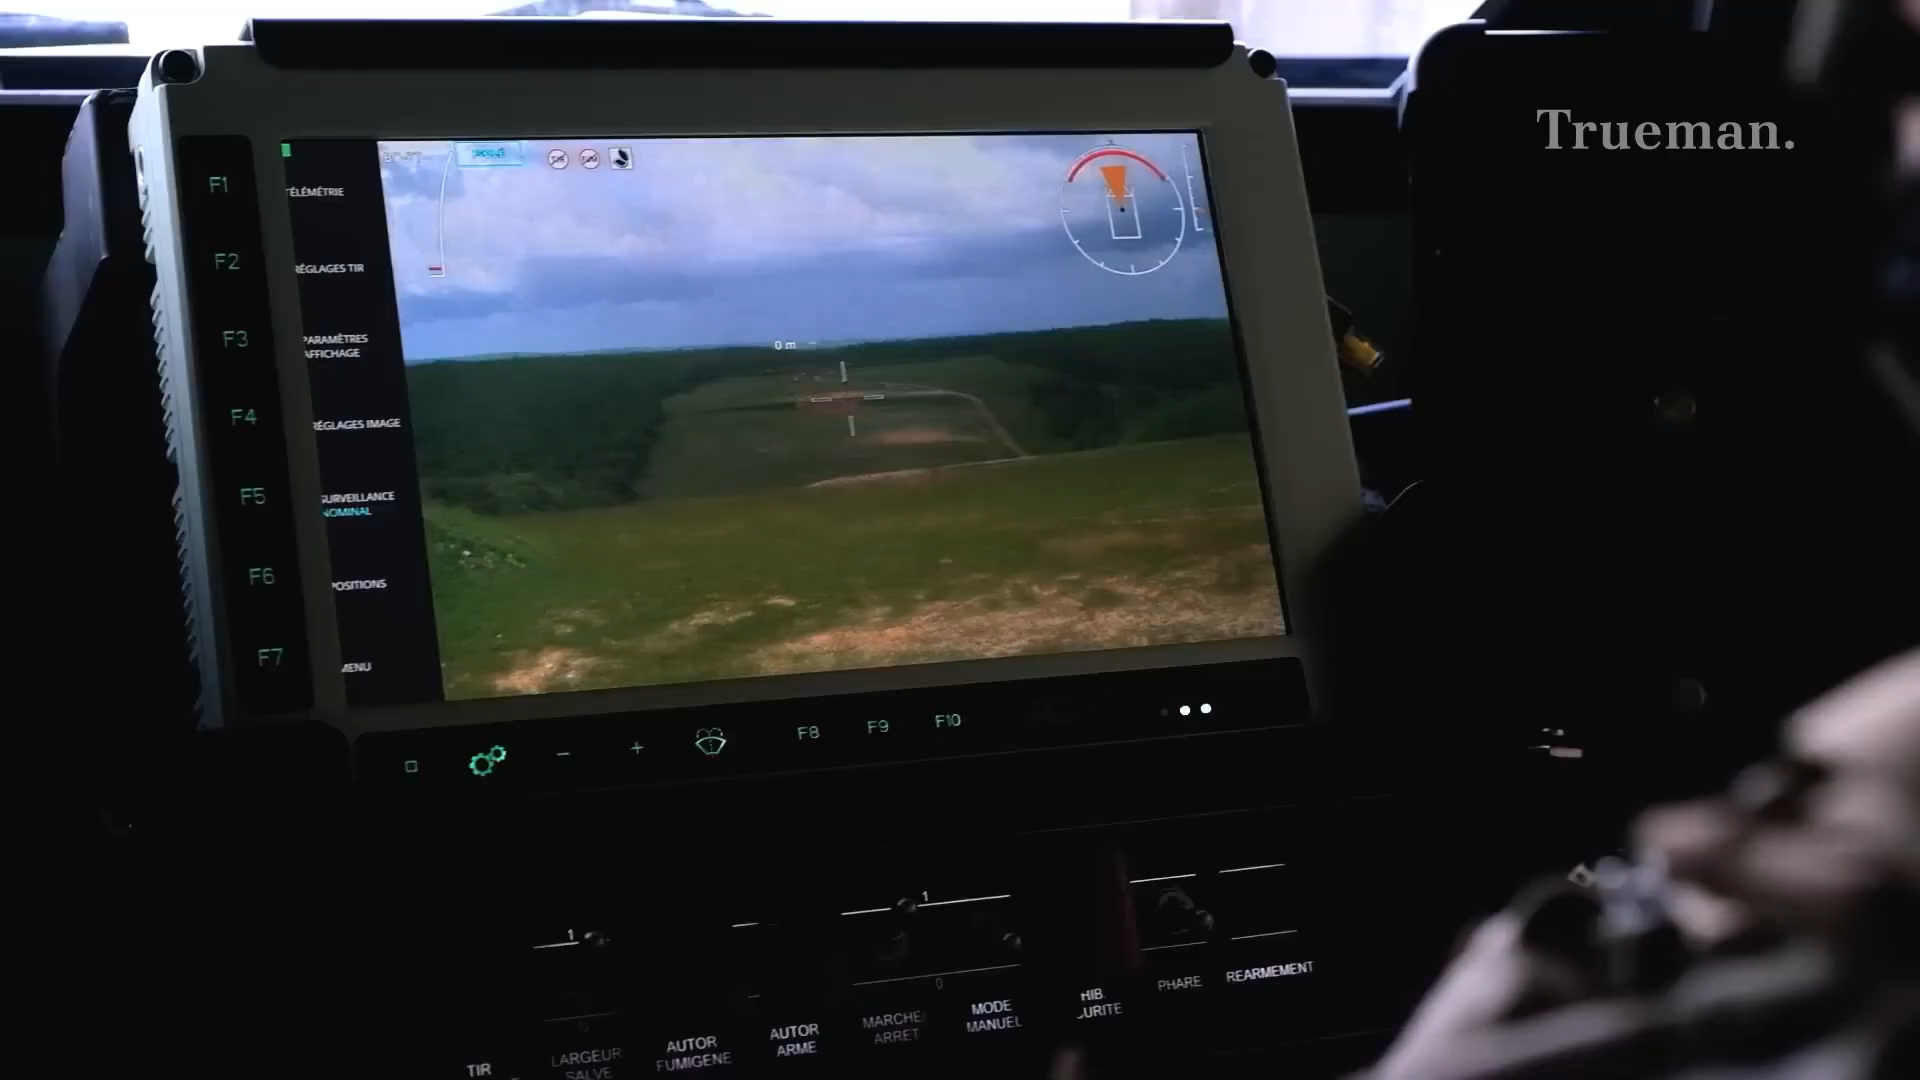 Trueman.
F1
TÉLÉMÉTRIE
F2
RÉGLAGES TIR
F3
PARAMÈTRES
AFFICHAGE
0 m
F4
RÉGLAGES IMAGE
F5
SURVEILLANCE
NOMINAL
F6
POSITIONS
F7
MENU
−
+
F8
F9
F10
1
1
0
TIR
LARGEUR
SALVE
AUTOR
FUMIGENE
AUTOR
ARME
MARCHE/
ARRET
MODE
MANUEL
HIB.
URITE
PHARE
REARMEMENT